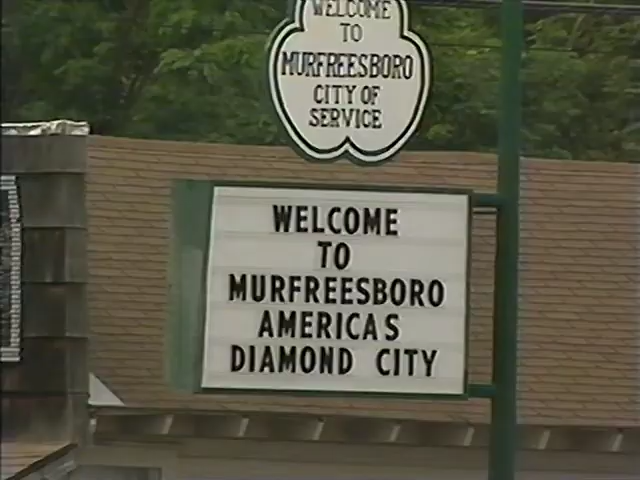 WELCOME
TO
MURFREESBORO
CITY OF
SERVICE
WELCOME
TO
MURFREESBORO
AMERICAS
DIAMOND CITY